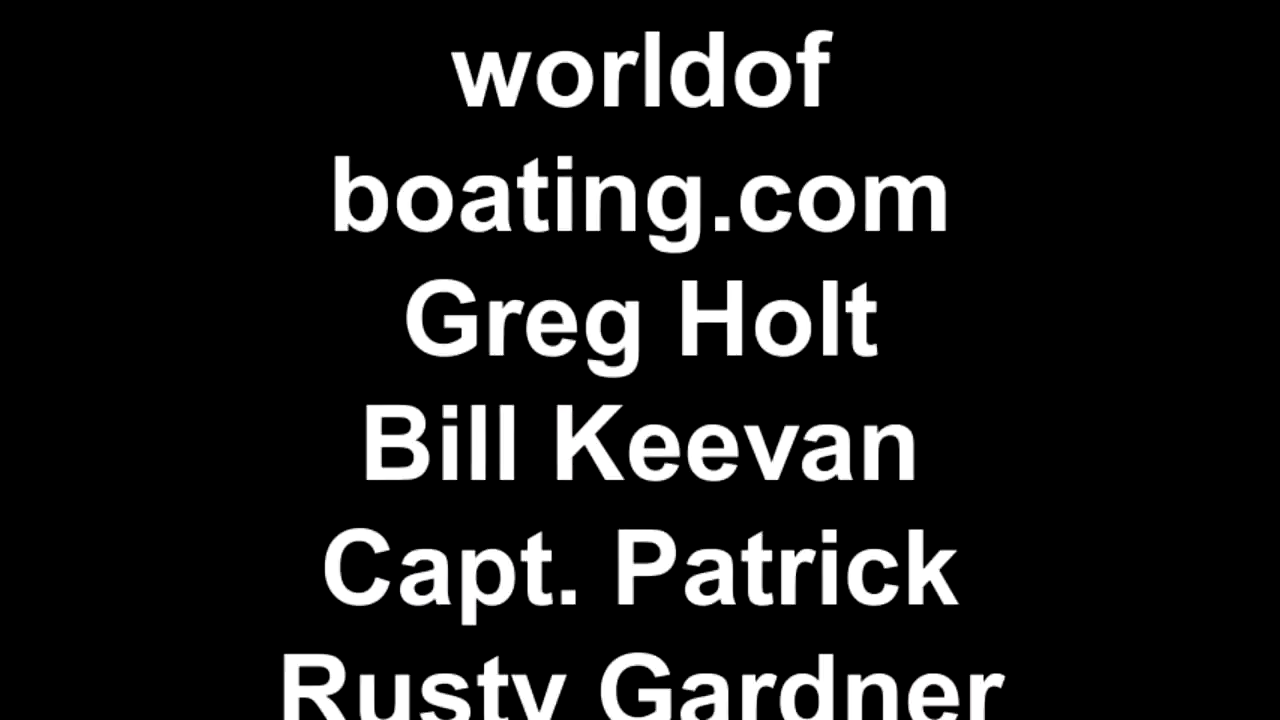 worldof
boating.com
Greg Holt
Bill Keevan
Capt. Patrick
Rusty Gardner